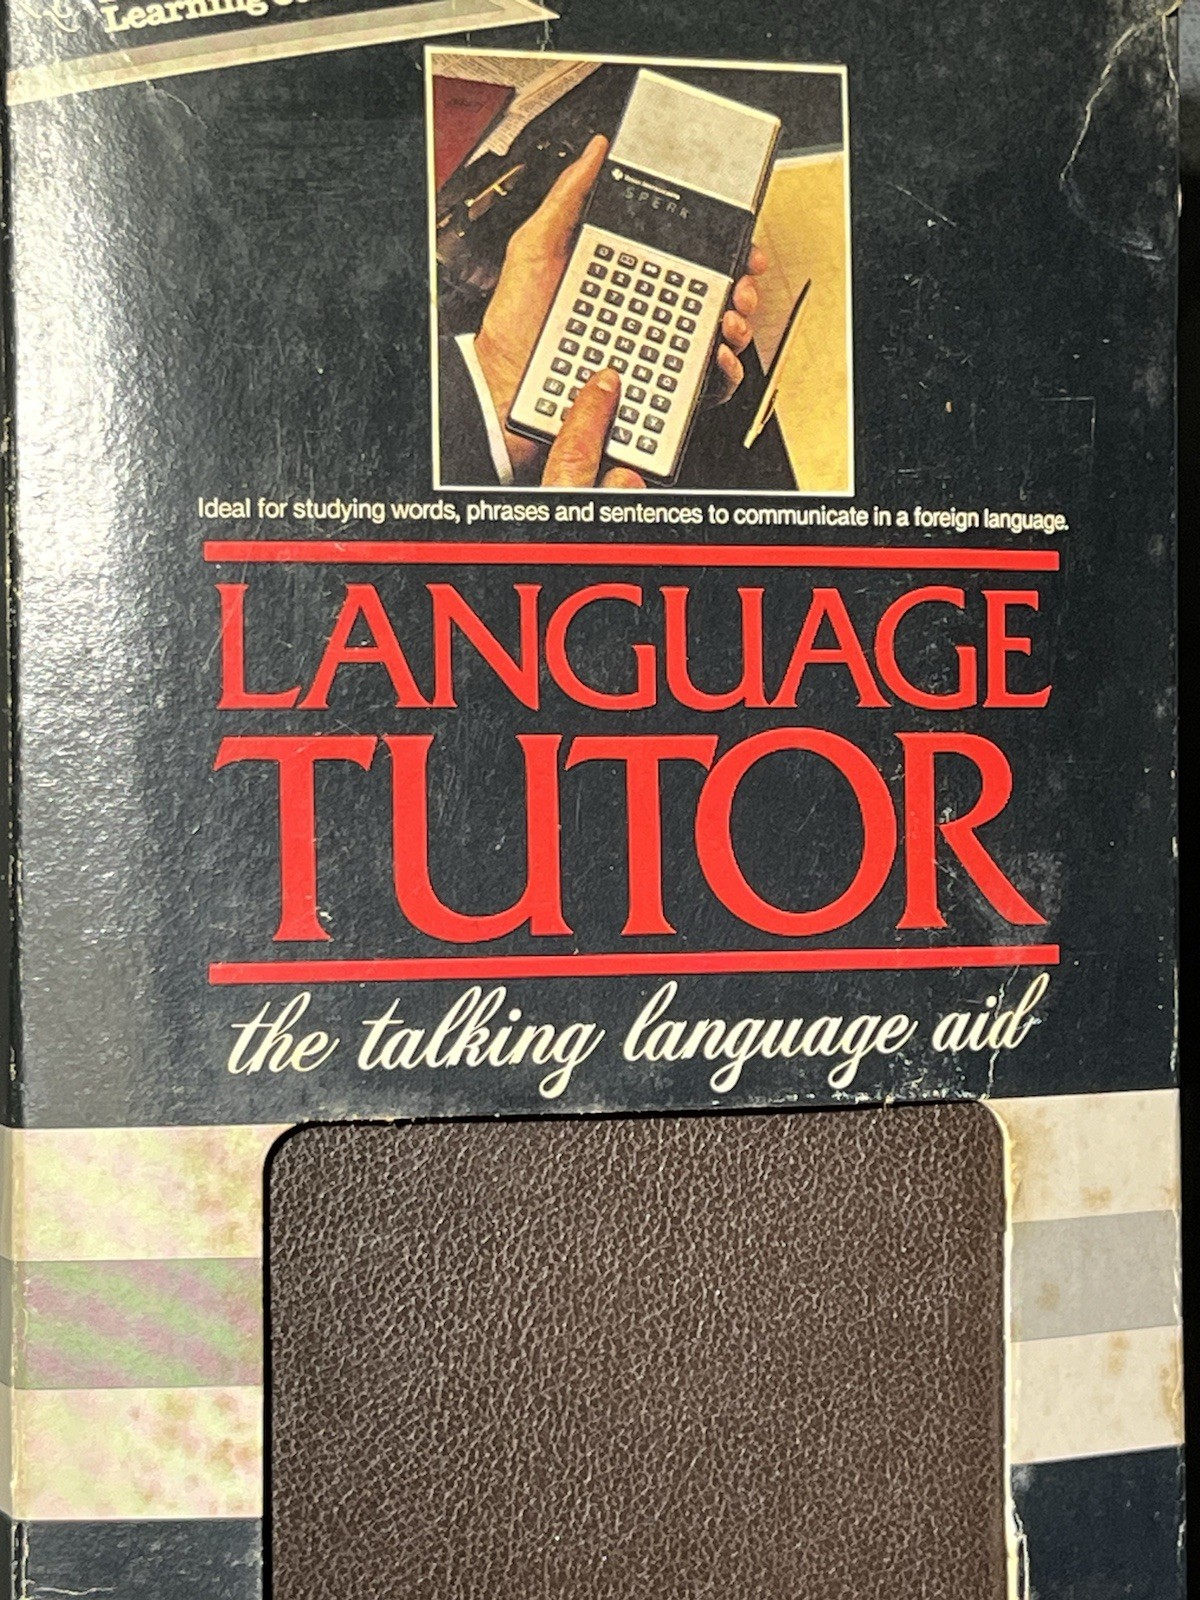 Learning
SPEAK
Ideal for studying words, phrases and sentences to communicate in a foreign language.
LANGUAGE
TUTOR
the talking language aid